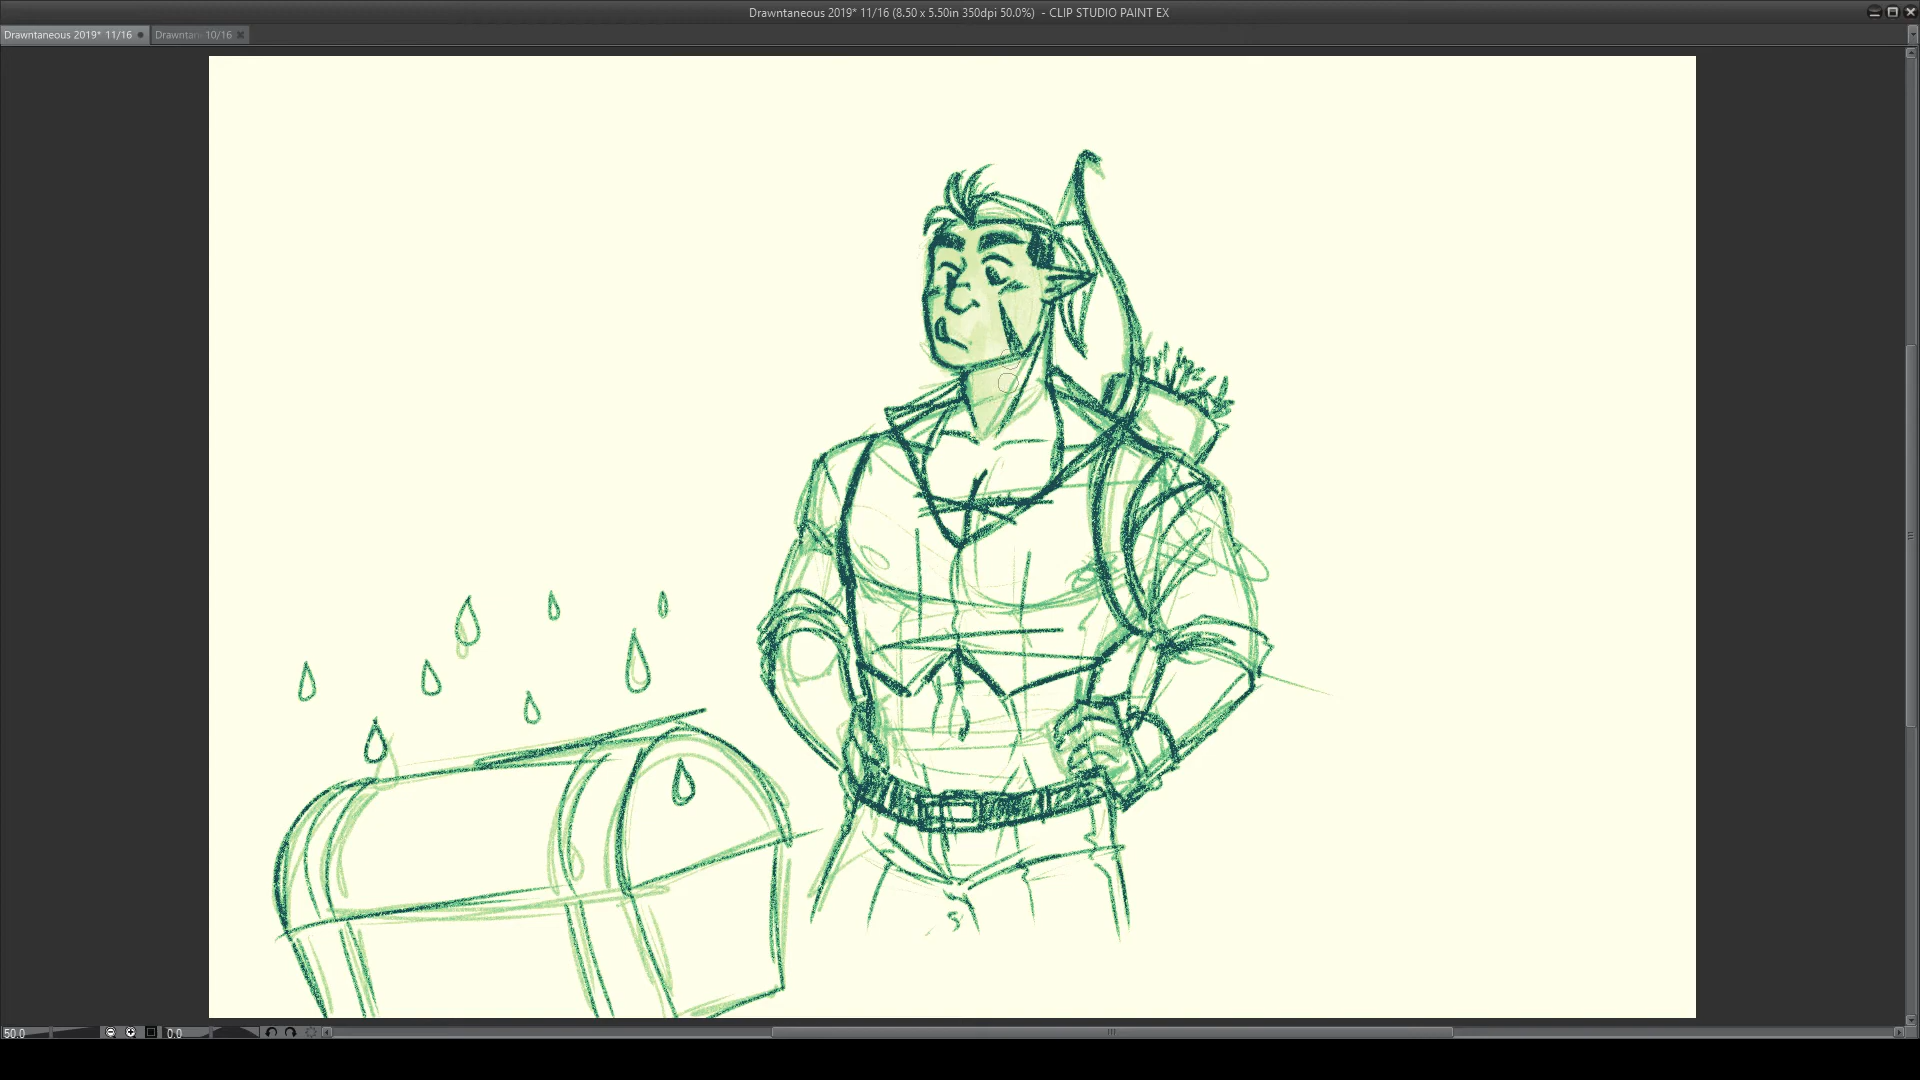 Drawntaneous 2019* 11/16 (8.50 x 5.50in 350dpi 50.0%) - CLIP STUDIO PAINT EX
Drawntaneous 2019* 11/16
Drawntan 10/16
50.0
0.0